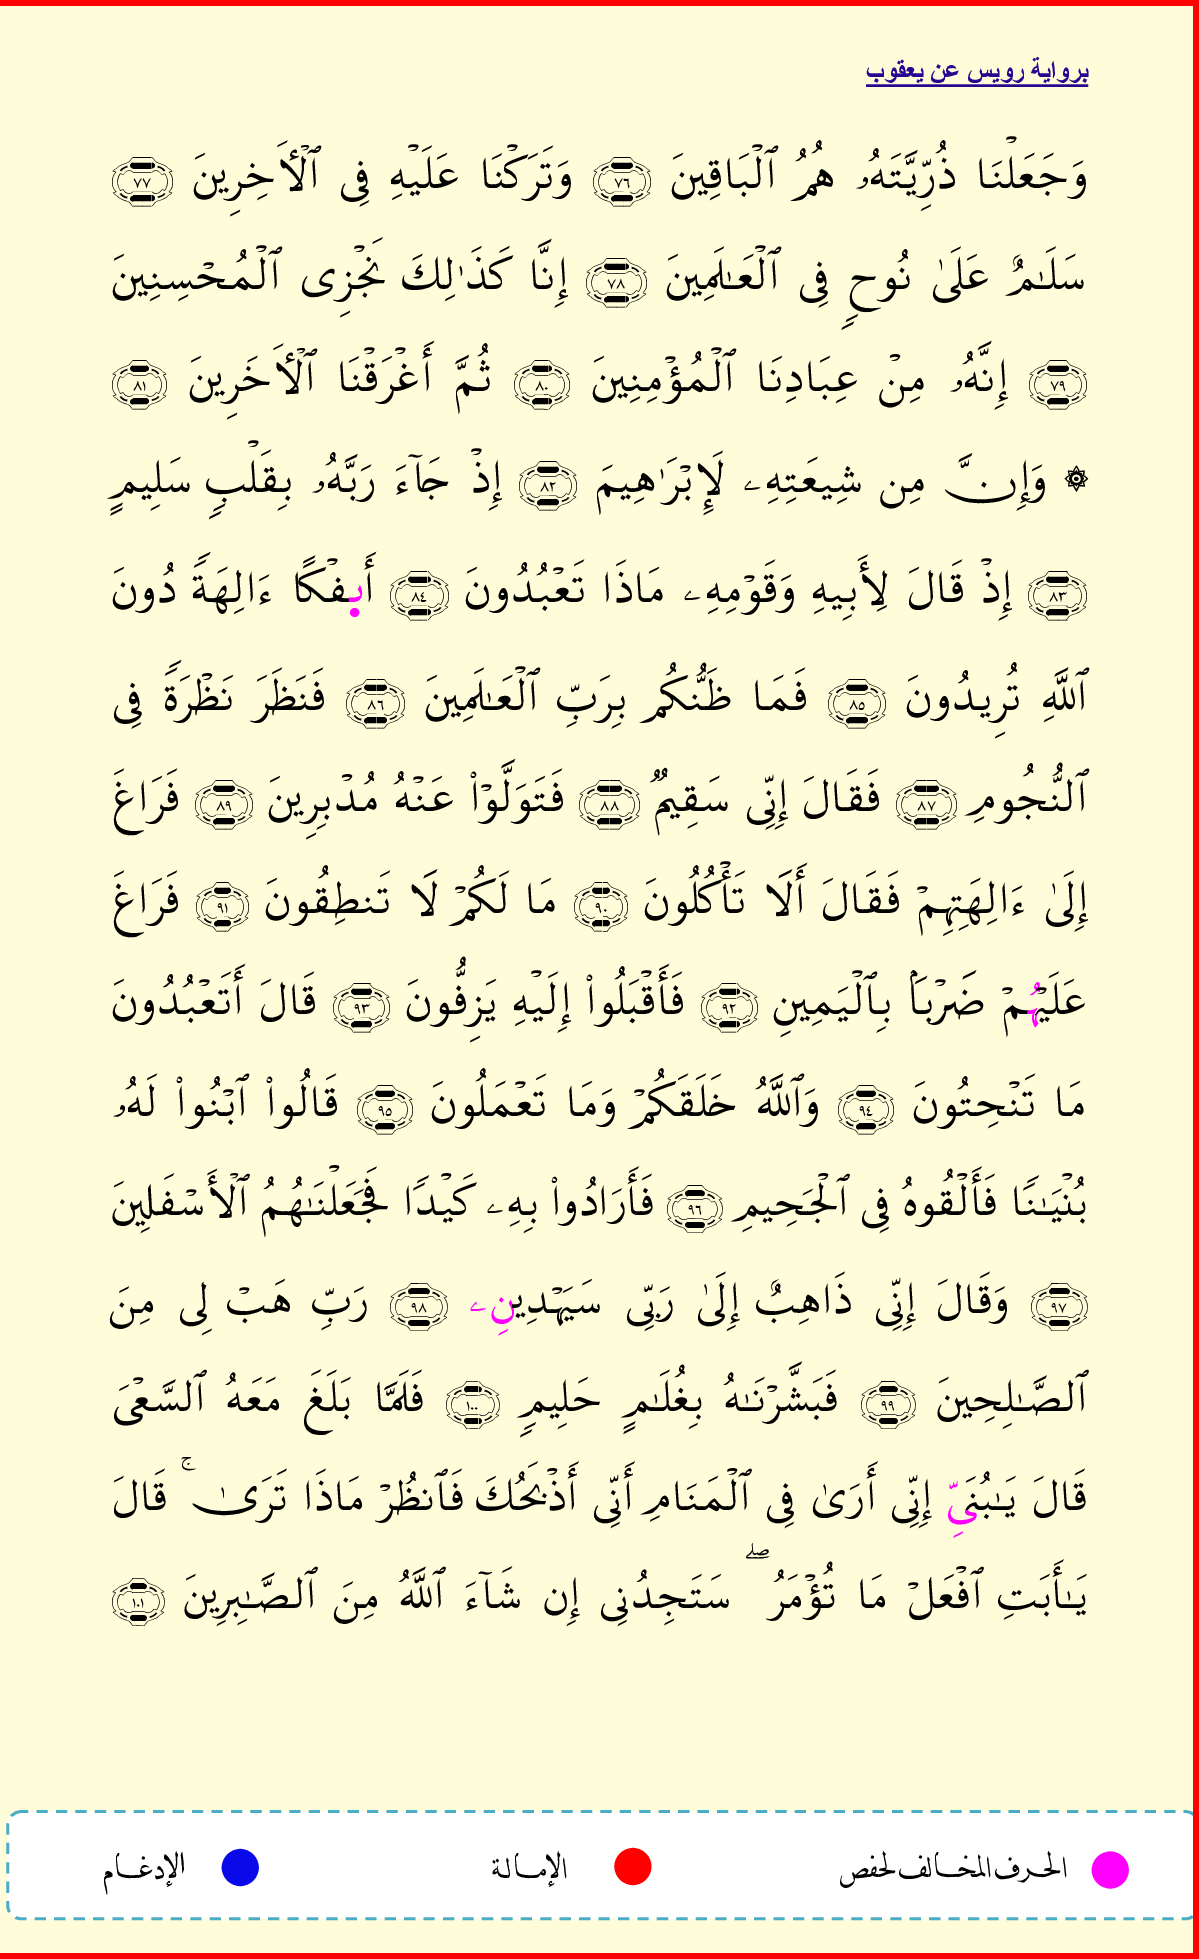 برواية رويس عن يعقوب
وَجَعَلْنَا ذُرِّيَّتَهُۥ هُمُ ٱلْبَاقِينَ ٧٦ وَتَرَكْنَا عَلَيْهِ فِى ٱلْأَخِرِينَ ٧٧
سَلَـٰمٌ عَلَىٰ نُوحٍ فِى ٱلْعَـٰلَمِينَ ٧٨ إِنَّا كَذَٰلِكَ نَجْزِى ٱلْمُحْسِنِينَ
٧٩ إِنَّهُۥ مِنْ عِبَادِنَا ٱلْمُؤْمِنِينَ ٨٠ ثُمَّ أَغْرَقْنَا ٱلْأَخَرِينَ ٨١
۞ وَإِنَّ مِن شِيعَتِهِۦ لَإِبْرَٰهِيمَ ٨٢ إِذْ جَآءَ رَبَّهُۥ بِقَلْبٍ سَلِيمٍ
٨٣ إِذْ قَالَ لِأَبِيهِ وَقَوْمِهِۦ مَاذَا تَعْبُدُونَ ٨٤ أَىِٕفْكًا ءَالِهَةً دُونَ
ٱللَّهِ تُرِيدُونَ ٨٥ فَمَا ظَنُّكُم بِرَبِّ ٱلْعَـٰلَمِينَ ٨٦ فَنَظَرَ نَظْرَةً فِى
ٱلنُّجُومِ ٨٧ فَقَالَ إِنِّى سَقِيمٌ ٨٨ فَتَوَلَّوْا۟ عَنْهُ مُدْبِرِينَ ٨٩ فَرَاغَ
إِلَىٰ ءَالِهَتِهِمْ فَقَالَ أَلَا تَأْكُلُونَ ٩٠ مَا لَكُمْ لَا تَنطِقُونَ ٩١ فَرَاغَ
عَلَيْهُمْ ضَرْبَۢا بِٱلْيَمِينِ ٩٢ فَأَقْبَلُوا۟ إِلَيْهِ يَزِفُّونَ ٩٣ قَالَ أَتَعْبُدُونَ
مَا تَنْحِتُونَ ٩٤ وَٱللَّهُ خَلَقَكُمْ وَمَا تَعْمَلُونَ ٩٥ قَالُوا۟ ٱبْنُوا۟ لَهُۥ
بُنْيَـٰنًا فَأَلْقُوهُ فِى ٱلْجَحِيمِ ٩٦ فَأَرَادُوا۟ بِهِۦ كَيْدًا فَجَعَلْنَـٰهُمُ ٱلْأَسْفَلِينَ
٩٧ وَقَالَ إِنِّى ذَاهِبٌ إِلَىٰ رَبِّى سَيَهْدِينِۦ ٩٨ رَبِّ هَبْ لِى مِنَ
ٱلصَّـٰلِحِينَ ٩٩ فَبَشَّرْنَـٰهُ بِغُلَـٰمٍ حَلِيمٍ ١٠٠ فَلَمَّا بَلَغَ مَعَهُ ٱلسَّعْىَ
قَالَ يَـٰبُنَىِّ إِنِّى أَرَىٰ فِى ٱلْمَنَامِ أَنِّى أَذْبَحُكَ فَٱنظُرْ مَاذَا تَرَىٰ ۚ قَالَ
يَـٰأَبَتِ ٱفْعَلْ مَا تُؤْمَرُ ۖ سَتَجِدُنِى إِن شَآءَ ٱللَّهُ مِنَ ٱلصَّـٰبِرِينَ ١٠١
الحرف المخالف لحفص الإمالة الإدغام